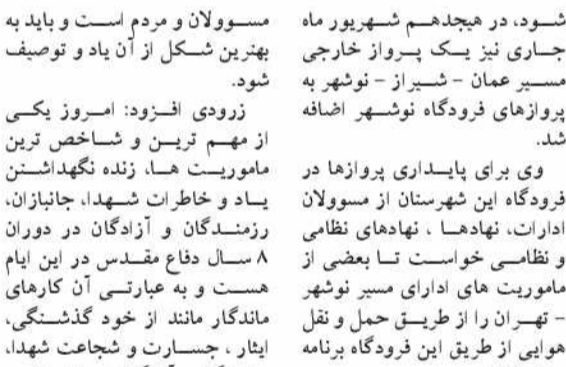 شود، در هیجدهم شهریور ماه
جاری نیز یک پرواز خارجی
مسیر عمان - شیراز - نوشهر به
پروازهای فرودگاه نوشهر اضافه
شد.
وی برای پایداری پروازها در
فرودگاه این شهرستان از مسوولان
ادارات، نهادها ، نهادهای نظامی
و نظامی خواست تا بعضی از
ماموریت های ادارای مسیر نوشهر
- تهران را از طریق حمل و نقل
هوایی از طریق این فرودگاه برنامه
مسوولان و مردم است و باید به
بهترین شکل از آن یاد و توصیف
شود.
زرودی افزود: امروز یکی
از مهم ترین و شاخص ترین
ماموریت ها، زنده نگهداشتن
یاد و خاطرات شهدا، جانبازان،
رزمندگان و آزادگان در دوران
۸ سال دفاع مقدس در این ایام
هست و به عبارتی آن کارهای
ماندگار مانند از خود گذشتگی،
ایثار ، جسارت و شجاعت شهدا،